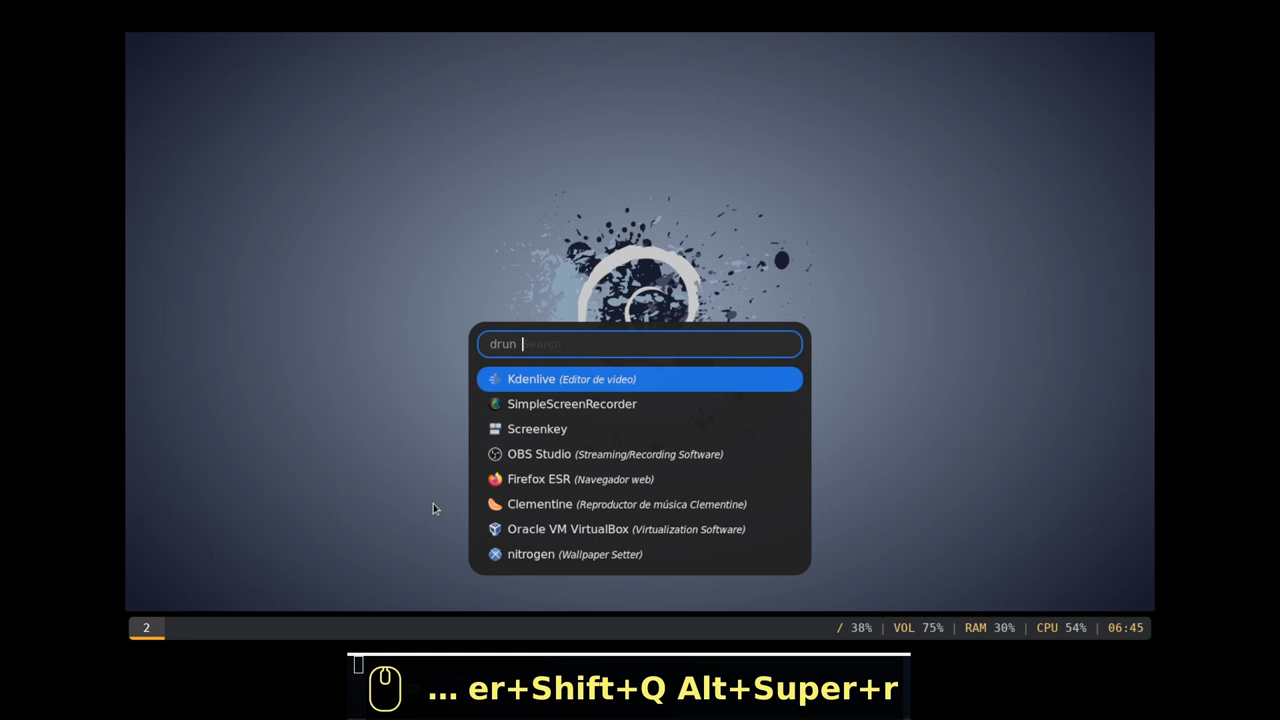 drun Search
Kdenlive (Editor de vídeo)
SimpleScreenRecorder
Screenkey
OBS Studio (Streaming/Recording Software)
Firefox ESR (Navegador web)
Clementine (Reproductor de música Clementine)
Oracle VM VirtualBox (Virtualization Software)
nitrogen (Wallpaper Setter)
2 / 38% | VOL 75% | RAM 30% | CPU 54% | 06:45
... er+Shift+Q Alt+Super+r